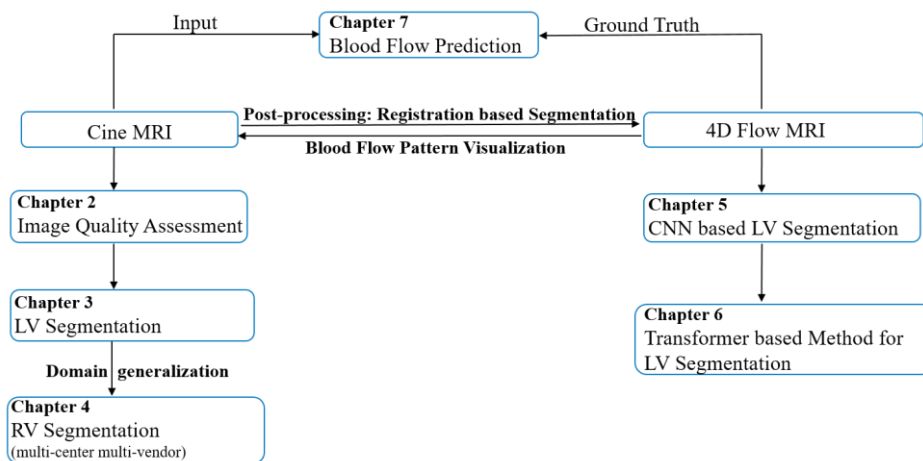 Input
Chapter 7
Blood Flow Prediction
Ground Truth
Cine MRI
Post-processing: Registration based Segmentation
Blood Flow Pattern Visualization
4D Flow MRI
Chapter 2
Image Quality Assessment
Chapter 5
CNN based LV Segmentation
Chapter 3
LV Segmentation
Chapter 6
Transformer based Method for
LV Segmentation
Domain generalization
Chapter 4
RV Segmentation
(multi-center multi-vendor)